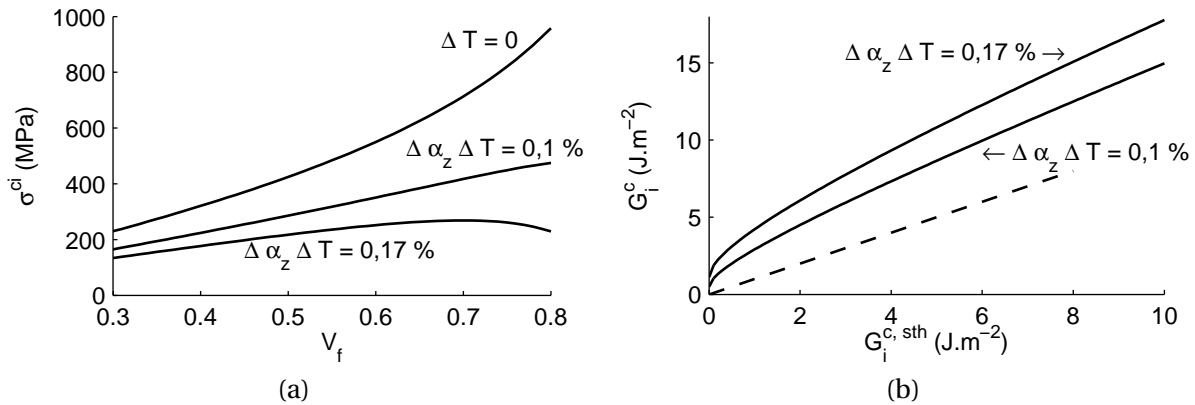 1000
800
600
400
200
0
σ^ci (MPa)
Δ T = 0
Δ α_z Δ T = 0,1 %
Δ α_z Δ T = 0,17 %
0.3 0.4 0.5 0.6 0.7 0.8
V_f
(a)
15
10
5
0
G_i^c (J.m^−2)
Δ α_z Δ T = 0,17 % →
← Δ α_z Δ T = 0,1 %
0 2 4 6 8 10
G_i^c, sth (J.m^−2)
(b)